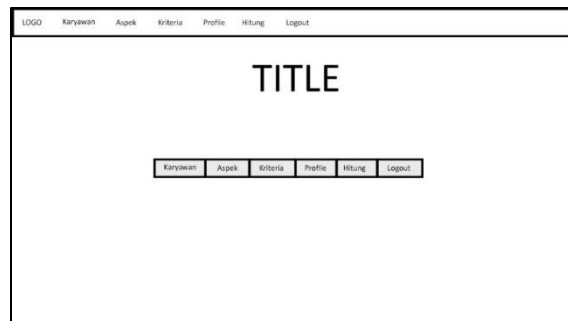 LOGO Karyawan Aspek Kriteria Profile Hitung Logout
TITLE
Karyawan Aspek Kriteria Profile Hitung Logout